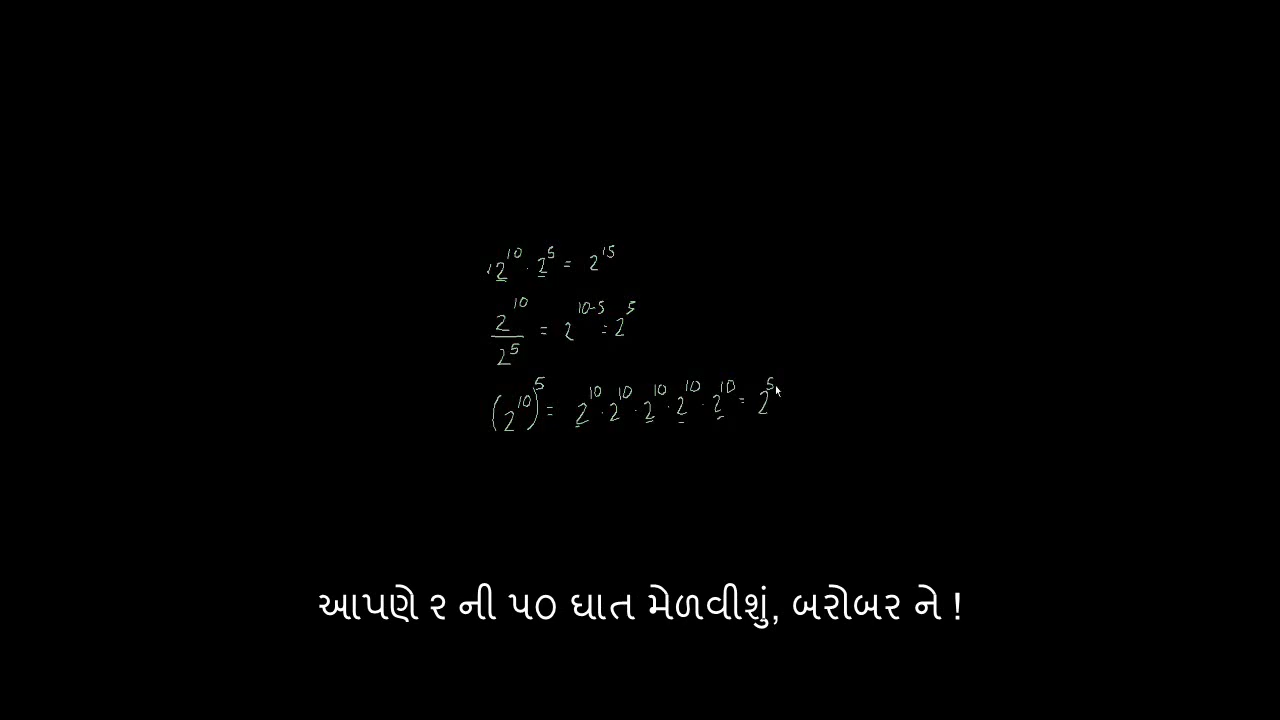 2^10 · 2^5 = 2^15
2^10 / 2^5 = 2^10-5 = 2^5
(2^10)^5 = 2^10 · 2^10 · 2^10 · 2^10 · 2^10 = 2^5
આપણે ૨ ની ૫૦ ઘાત મેળવીશું, બરોબર ને !